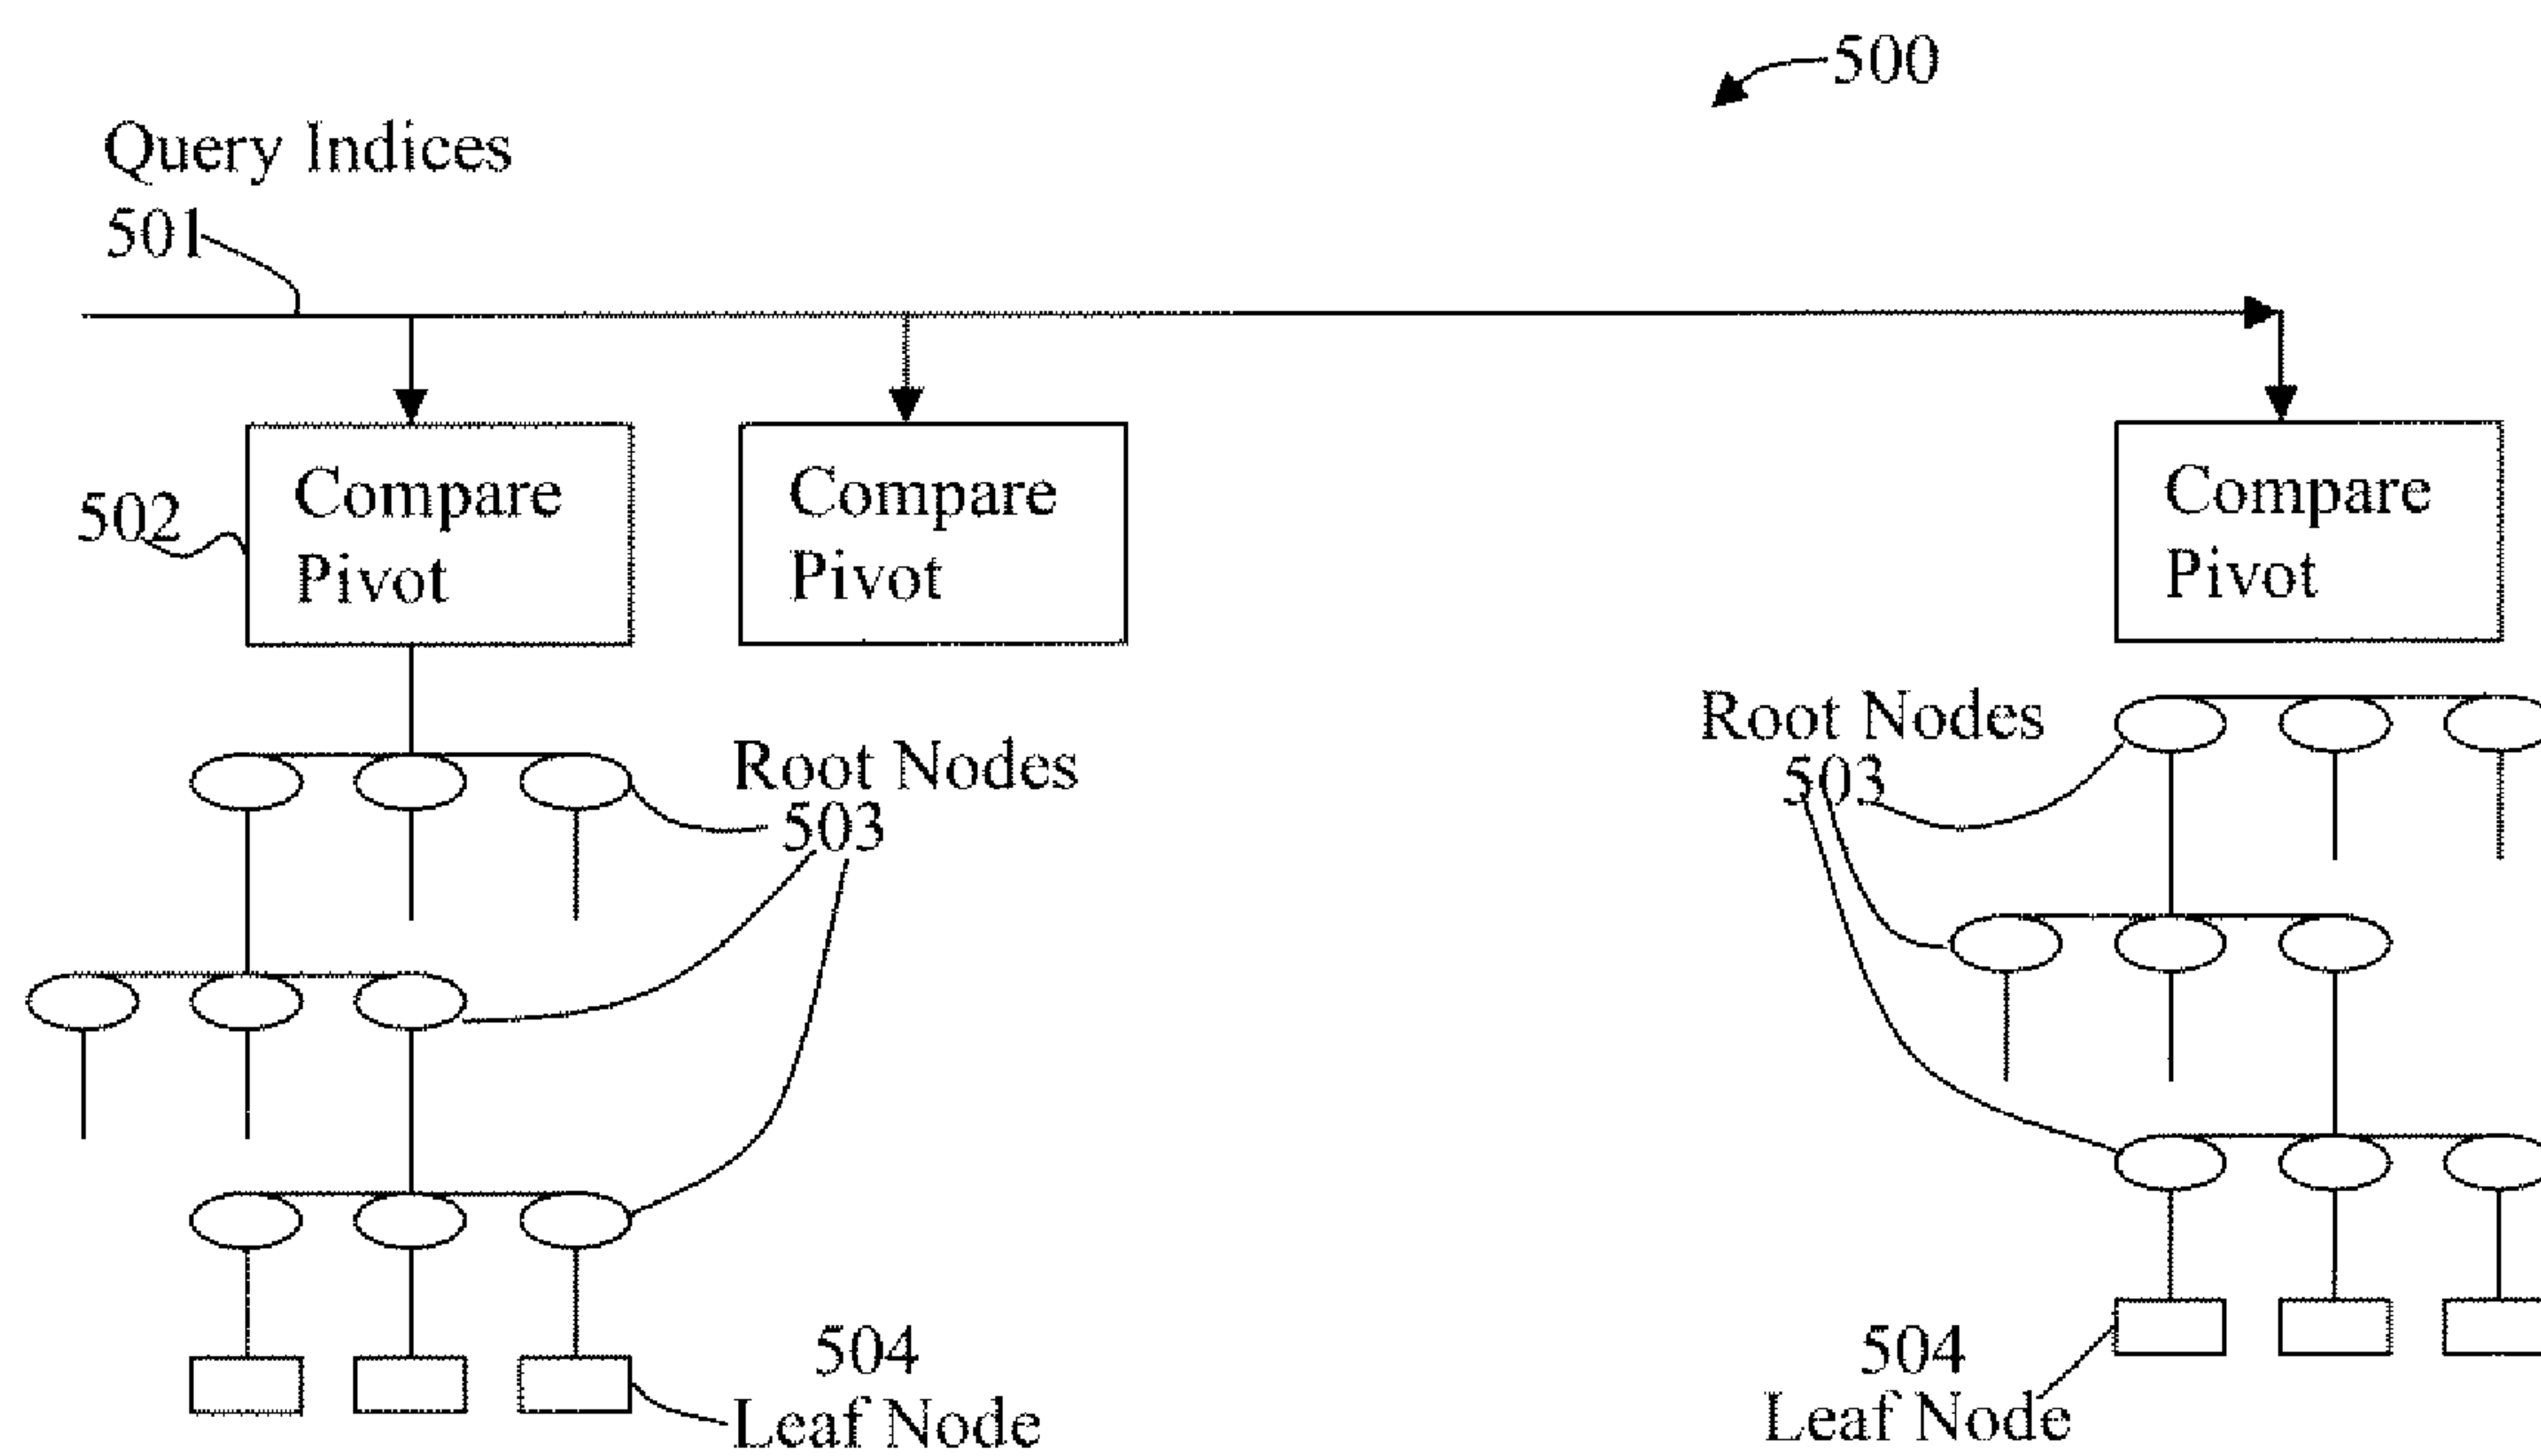 500
Query Indices
501
502
Compare
Pivot
Compare
Pivot
Compare
Pivot
Root Nodes
503
Root Nodes
503
504
Leaf Node
504
Leaf Node